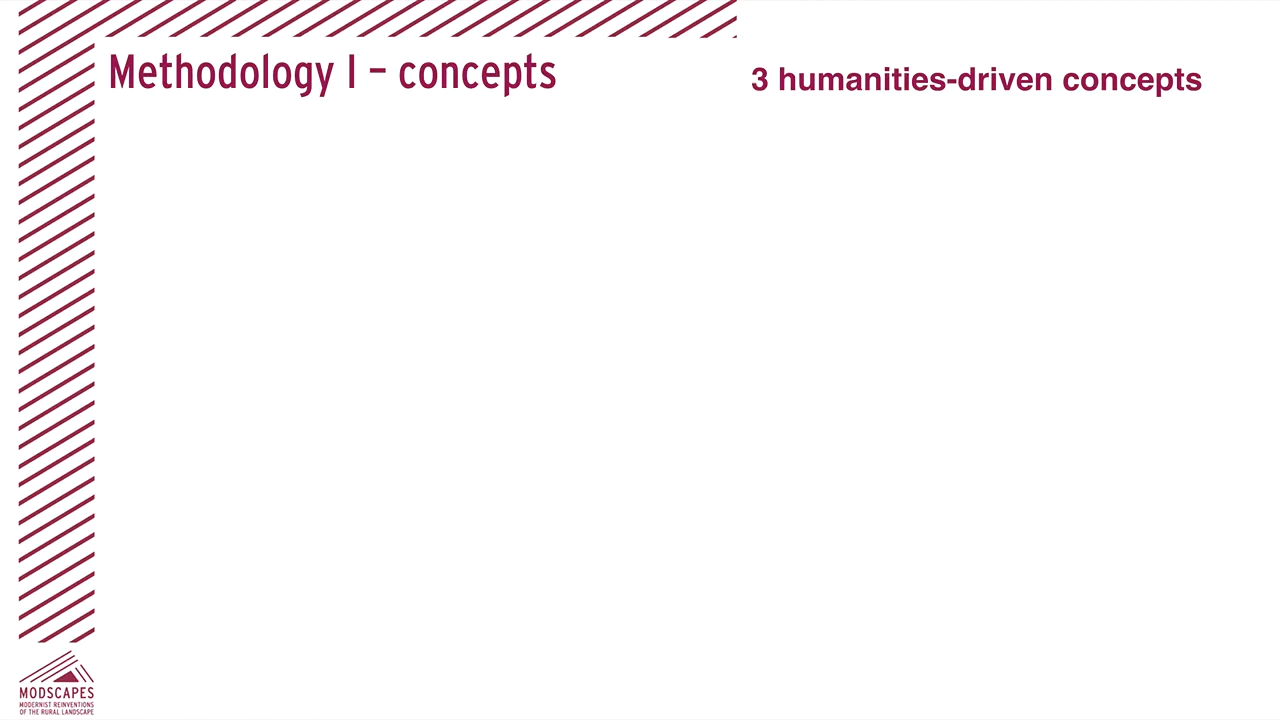 Methodology I – concepts
3 humanities-driven concepts
MODSCAPES
MODERNIST REINVENTIONS
OF THE RURAL LANDSCAPE